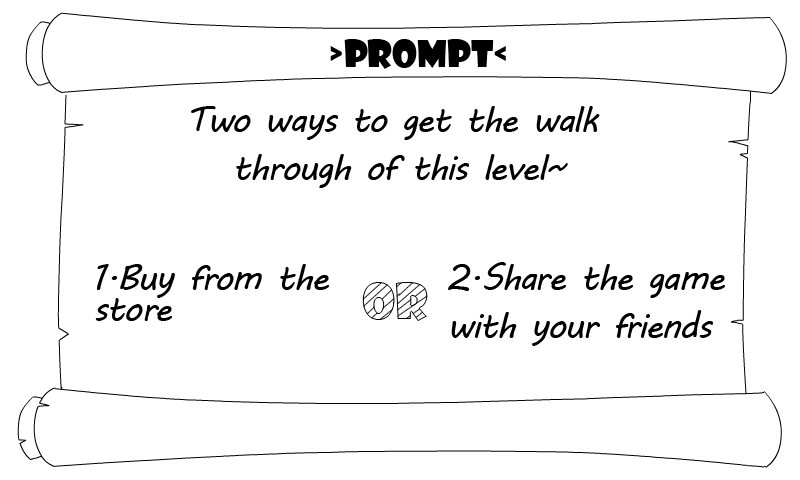 >PROMPT<
Two ways to get the walk
through of this level~
1·Buy from the
store
OR
2·Share the game
with your friends